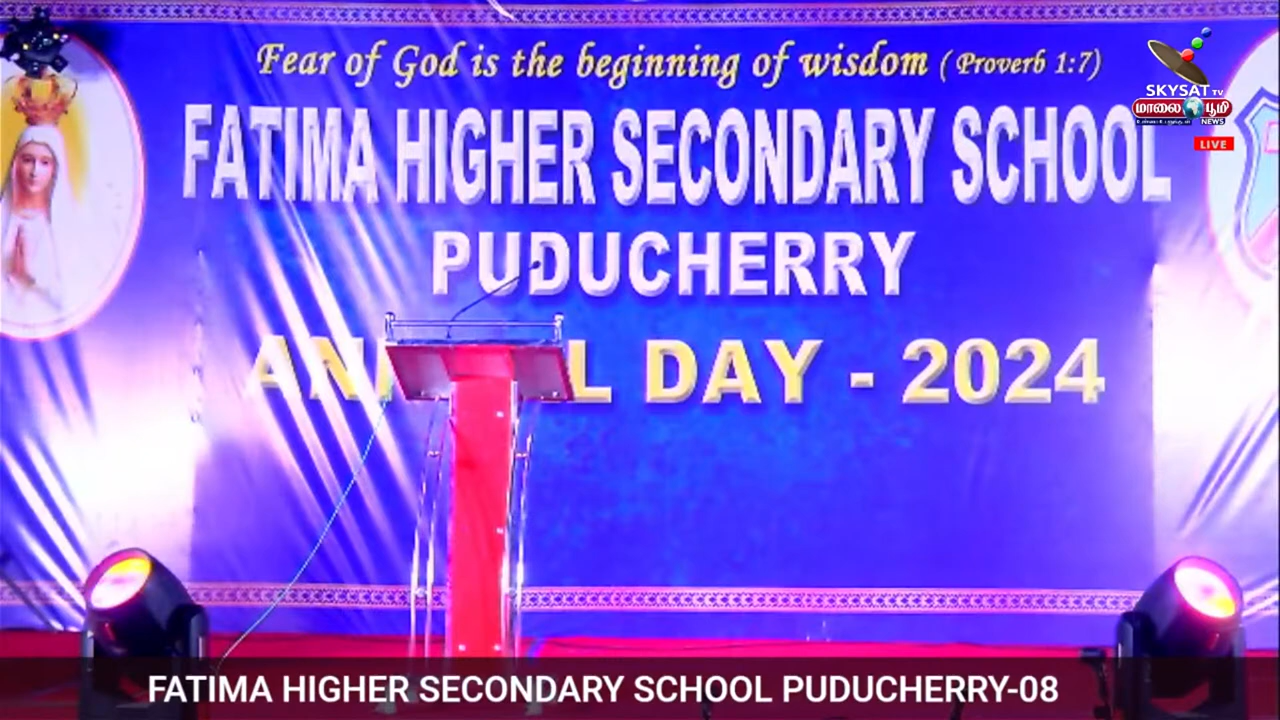 Fear of God is the beginning of wisdom ( Proverb 1:7)
SKYSAT TV
மாலை பூமி
NEWS
LIVE
FATIMA HIGHER SECONDARY SCHOOL
PUDUCHERRY
DAY - 2024
FATIMA HIGHER SECONDARY SCHOOL PUDUCHERRY-08